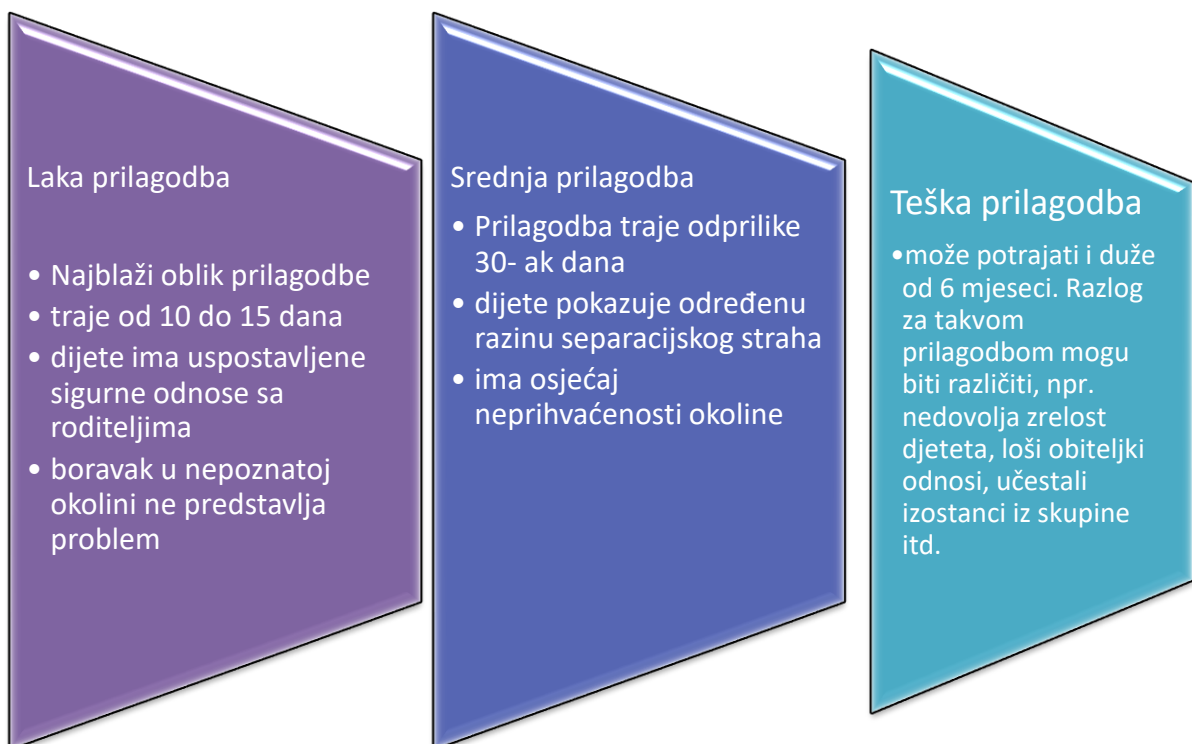 Laka prilagodba
• Najblaži oblik prilagodbe
• traje od 10 do 15 dana
• dijete ima uspostavljene
sigurne odnose sa
roditeljima
• boravak u nepoznatoj
okolini ne predstavlja
problem
Srednja prilagodba
• Prilagodba traje odprilike
30- ak dana
• dijete pokazuje određenu
razinu separacijskog straha
• ima osjećaj
neprihvaćenosti okoline
Teška prilagodba
•može potrajati i duže
od 6 mjeseci. Razlog
za takvom
prilagodbom mogu
biti različiti, npr.
nedovolja zrelost
djeteta, loši obiteljki
odnosi, učestali
izostanci iz skupine
itd.